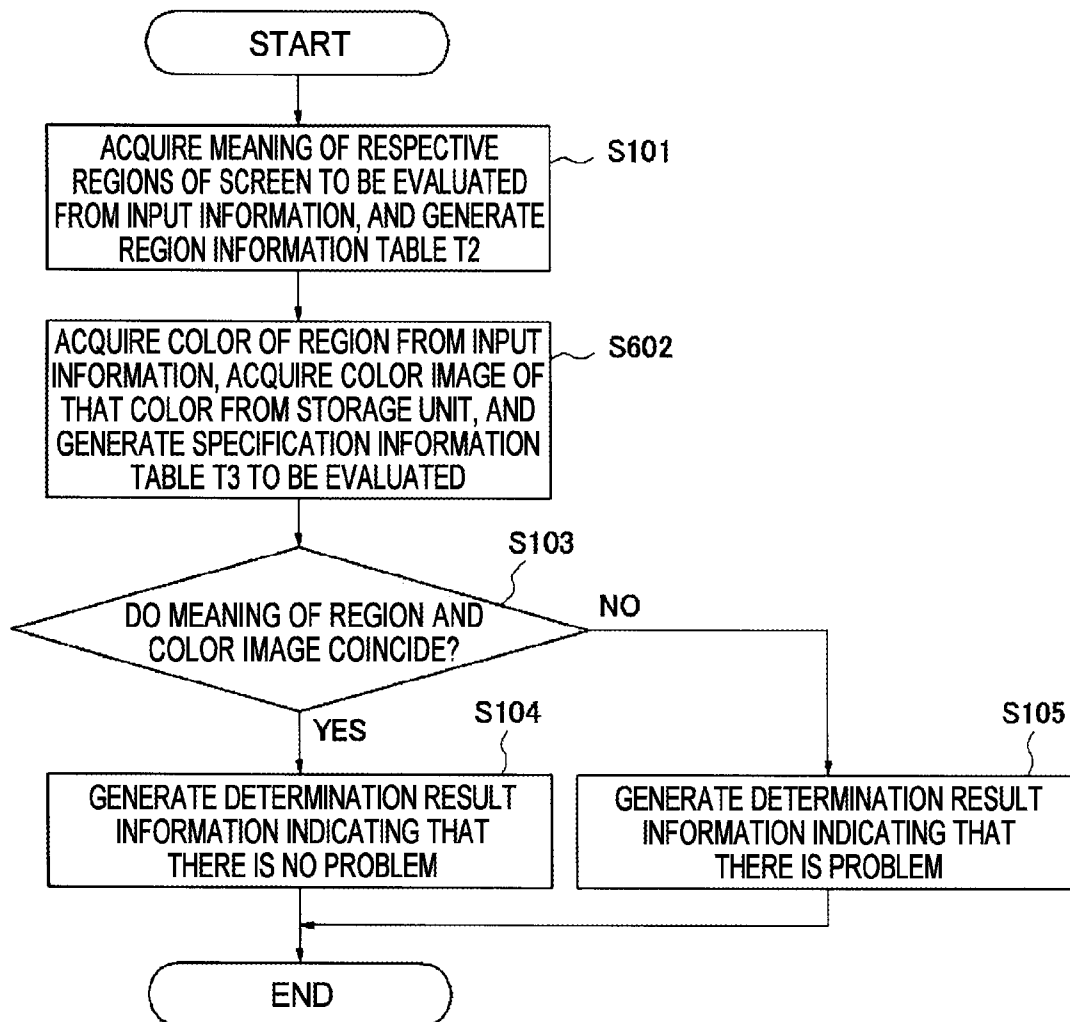 START
ACQUIRE MEANING OF RESPECTIVE
REGIONS OF SCREEN TO BE EVALUATED
FROM INPUT INFORMATION, AND GENERATE
REGION INFORMATION TABLE T2
S101
ACQUIRE COLOR OF REGION FROM INPUT
INFORMATION, ACQUIRE COLOR IMAGE OF
THAT COLOR FROM STORAGE UNIT, AND
GENERATE SPECIFICATION INFORMATION
TABLE T3 TO BE EVALUATED
S602
S103
DO MEANING OF REGION AND
COLOR IMAGE COINCIDE?
NO
YES
S104
GENERATE DETERMINATION RESULT
INFORMATION INDICATING THAT
THERE IS NO PROBLEM
S105
GENERATE DETERMINATION RESULT
INFORMATION INDICATING THAT
THERE IS PROBLEM
END